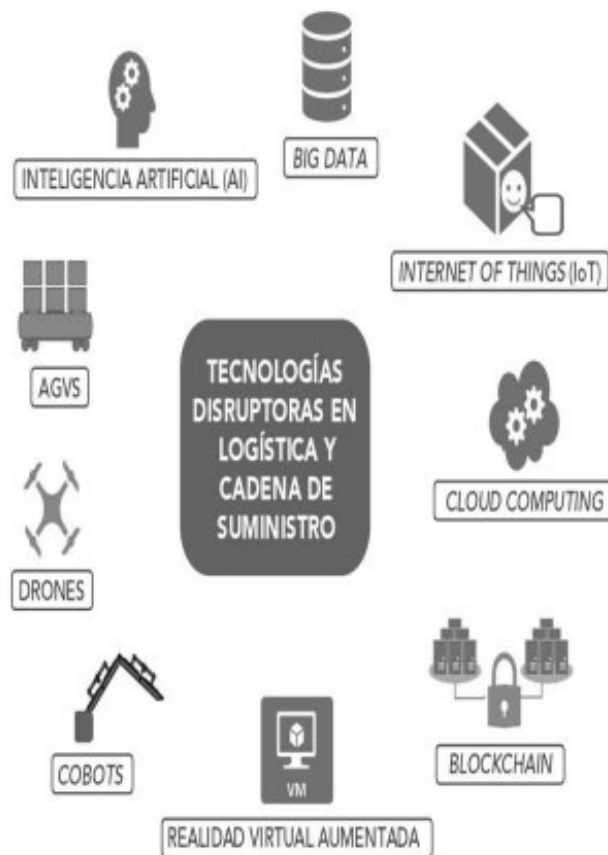 BIG DATA
INTELIGENCIA ARTIFICIAL (AI)
INTERNET OF THINGS (IoT)
AGVS
TECNOLOGÍAS
DISRUPTORAS EN
LOGÍSTICA Y
CADENA DE
SUMINISTRO
CLOUD COMPUTING
DRONES
BLOCKCHAIN
COBOTS
VM
REALIDAD VIRTUAL AUMENTADA